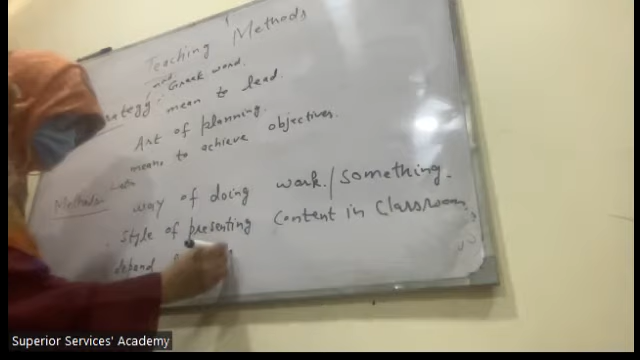 Teaching Methods
Greek word.
mean to lead.
Art of planning.
means to achieve objectives.
Methods: Latin
way of doing work/something.
style of presenting content in classroom
depend
Superior Services' Academy